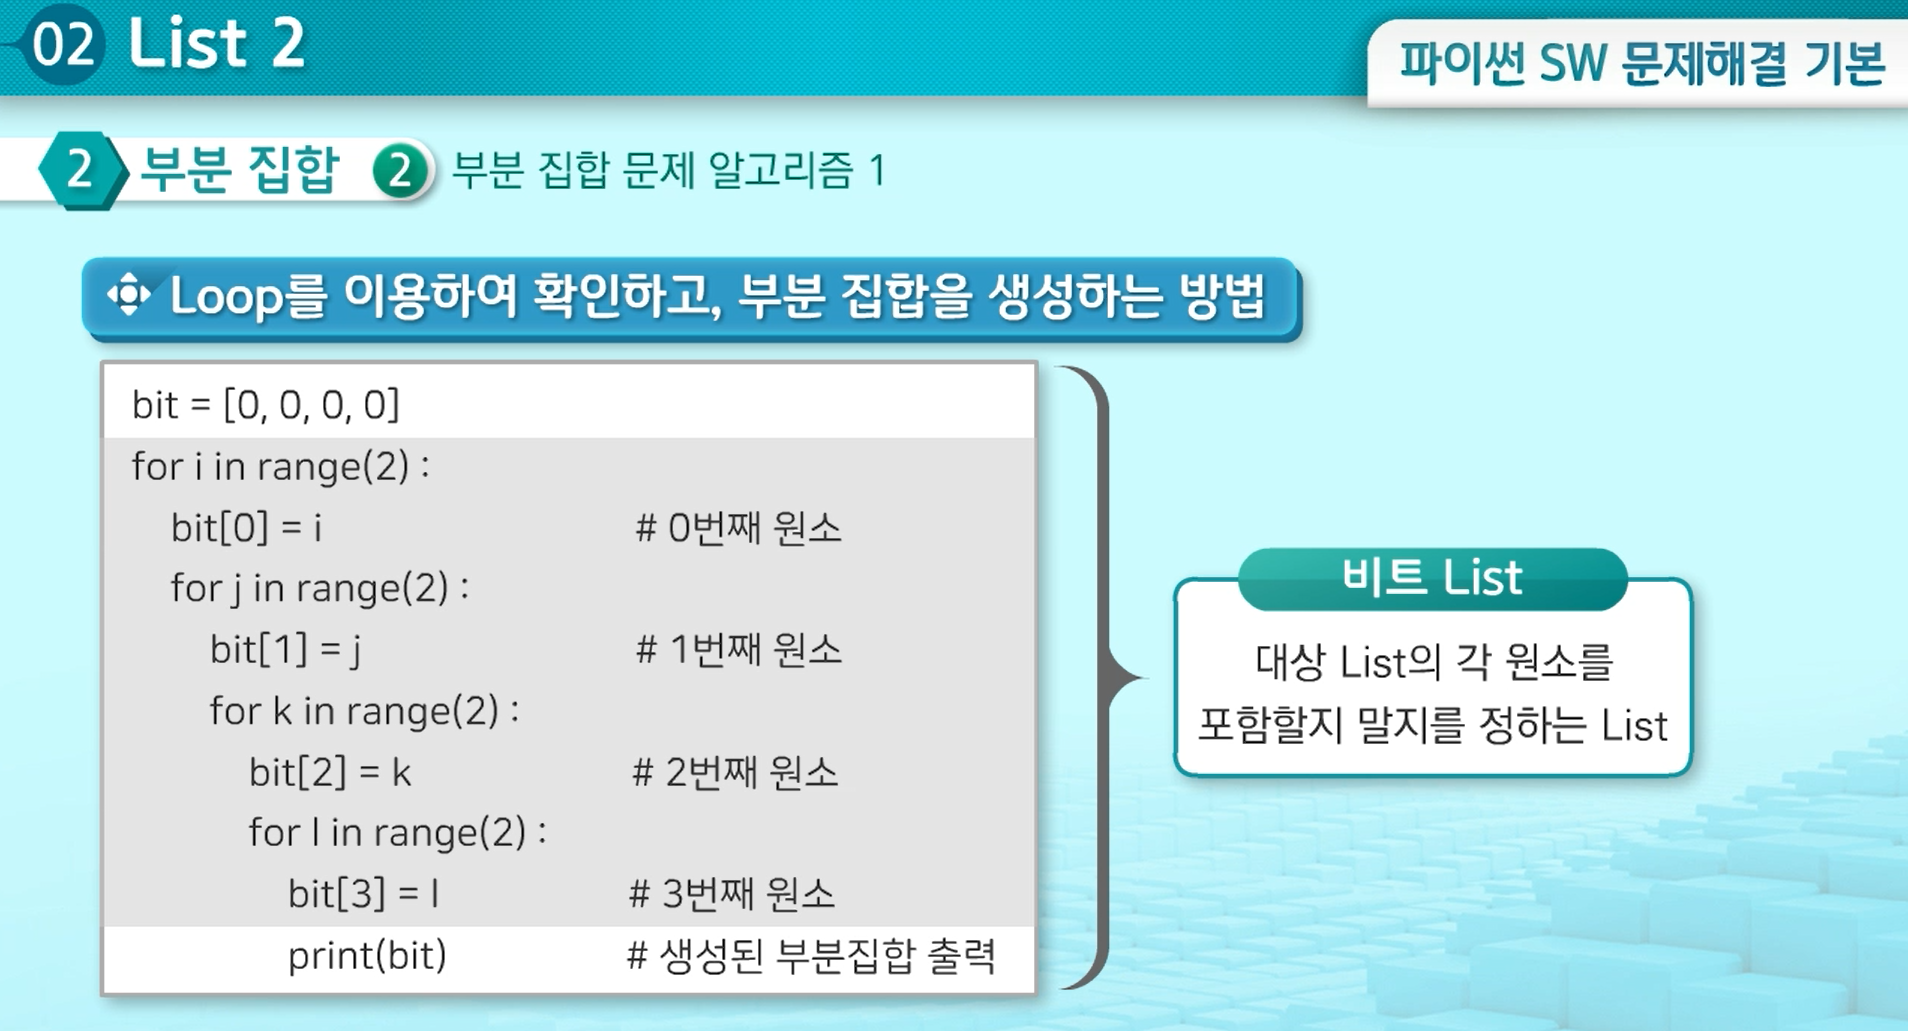 02 List 2
파이썬 SW 문제해결 기본
2 부분 집합 2 부분 집합 문제 알고리즘 1
Loop를 이용하여 확인하고, 부분 집합을 생성하는 방법
bit = [0, 0, 0, 0]
for i in range(2) :
bit[0] = i # 0번째 원소
for j in range(2) :
bit[1] = j # 1번째 원소
for k in range(2) :
bit[2] = k # 2번째 원소
for l in range(2) :
bit[3] = l # 3번째 원소
print(bit) # 생성된 부분집합 출력
비트 List
대상 List의 각 원소를
포함할지 말지를 정하는 List